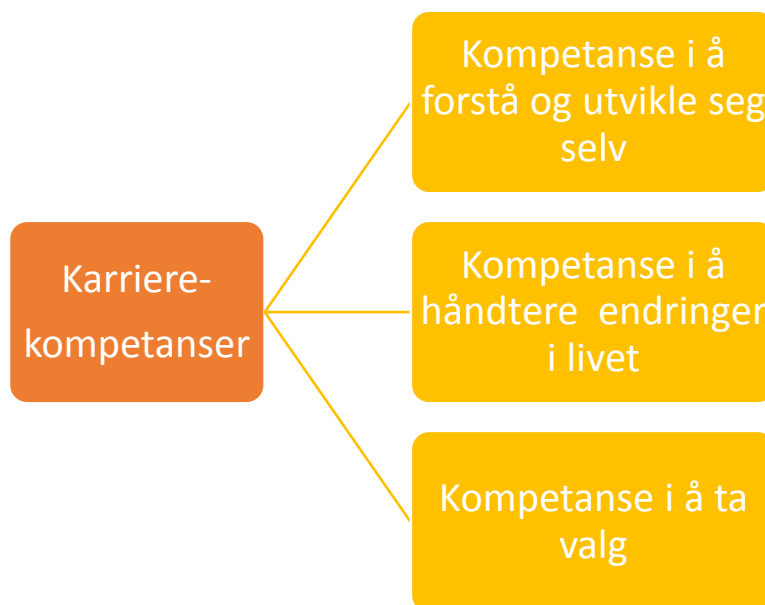 Karriere-
kompetanser
Kompetanse i å
forstå og utvikle seg
selv
Kompetanse i å
håndtere  endringer
i livet
Kompetanse i å ta
valg